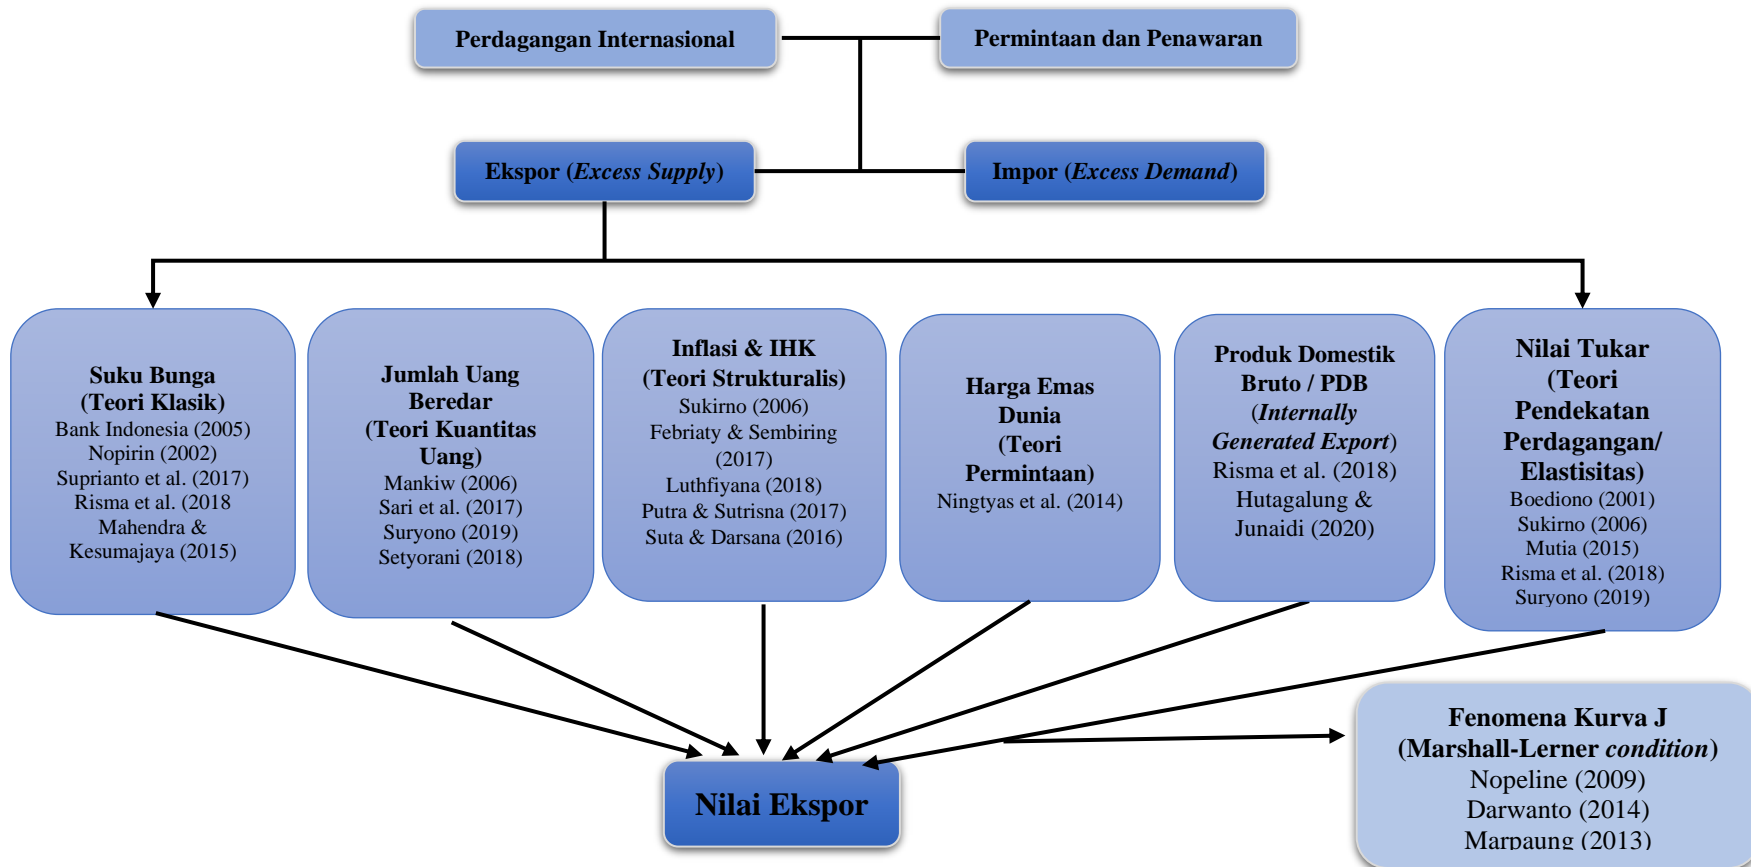 Perdagangan Internasional
Permintaan dan Penawaran
Ekspor (Excess Supply)
Impor (Excess Demand)
Suku Bunga
(Teori Klasik)
Bank Indonesia (2005)
Nopirin (2002)
Suprianto et al. (2017)
Risma et al. (2018
Mahendra &
Kesumajaya (2015)
Jumlah Uang
Beredar
(Teori Kuantitas
Uang)
Mankiw (2006)
Sari et al. (2017)
Suryono (2019)
Setyorani (2018)
Inflasi & IHK
(Teori Strukturalis)
Sukirno (2006)
Febriaty & Sembiring
(2017)
Luthfiyana (2018)
Putra & Sutrisna (2017)
Suta & Darsana (2016)
Harga Emas
Dunia
(Teori
Permintaan)
Ningtyas et al. (2014)
Produk Domestik
Bruto / PDB
(Internally
Generated Export)
Risma et al. (2018)
Hutagalung &
Junaidi (2020)
Nilai Tukar
(Teori
Pendekatan
Perdagangan/
Elastisitas)
Boediono (2001)
Sukirno (2006)
Mutia (2015)
Risma et al. (2018)
Suryono (2019)
Nilai Ekspor
Fenomena Kurva J
(Marshall-Lerner condition)
Nopeline (2009)
Darwanto (2014)
Marpaung (2013)